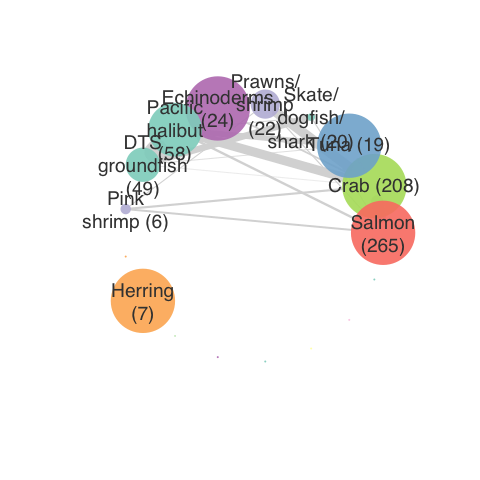 Prawns/
shrimp
(22)
Skate/
dogfish/
shark (20)
Echinoderms
(24)
Pacific
halibut
(58)
Tuna (19)
DTS
groundfish
(49)
Crab (208)
Pink
shrimp (6)
Salmon
(265)
Herring
(7)